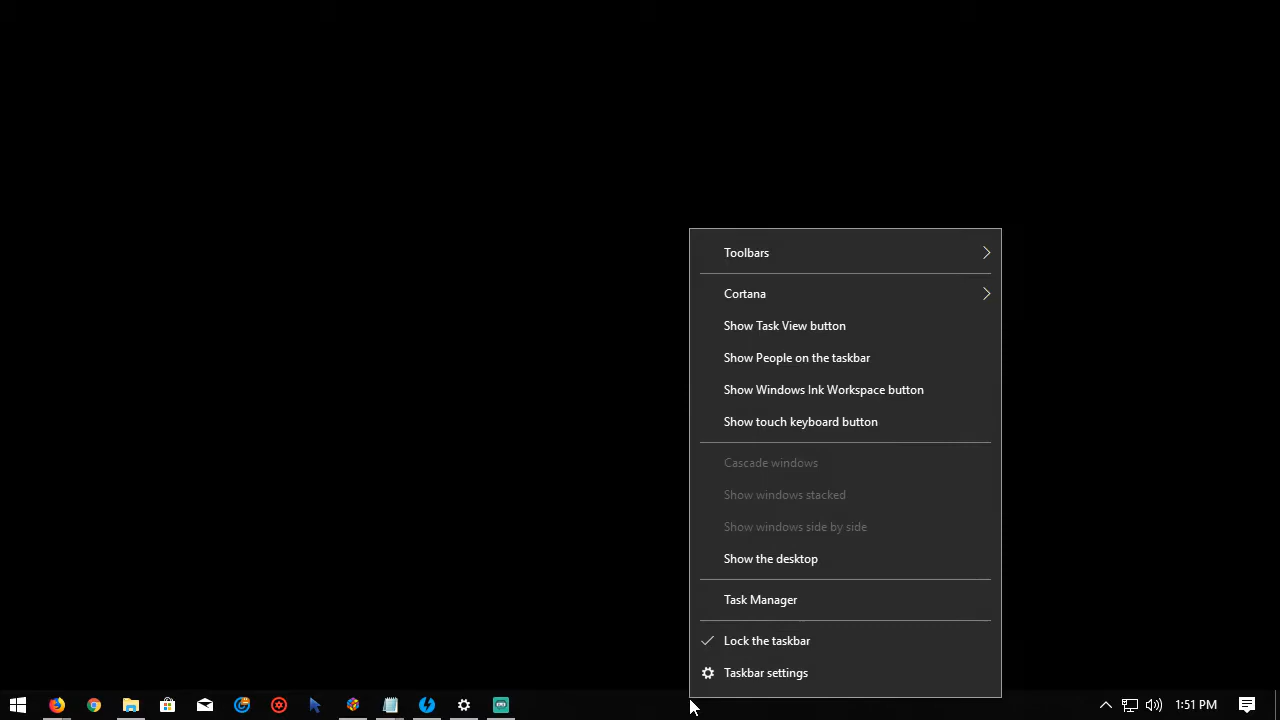 Toolbars
Cortana
Show Task View button
Show People on the taskbar
Show Windows Ink Workspace button
Show touch keyboard button
Cascade windows
Show windows stacked
Show windows side by side
Show the desktop
Task Manager
Lock the taskbar
Taskbar settings
1:51 PM